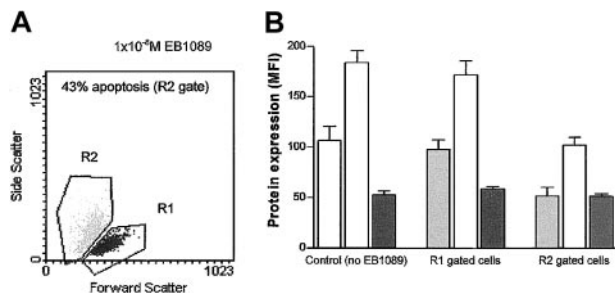 A
1x10⁻⁸M EB1089
43% apoptosis (R2 gate)
1023
R2
R1
Side Scatter
0
0
1023
Forward Scatter
B
Protein expression (MFI)
200
150
100
50
0
Control (no EB1089)
R1 gated cells
R2 gated cells